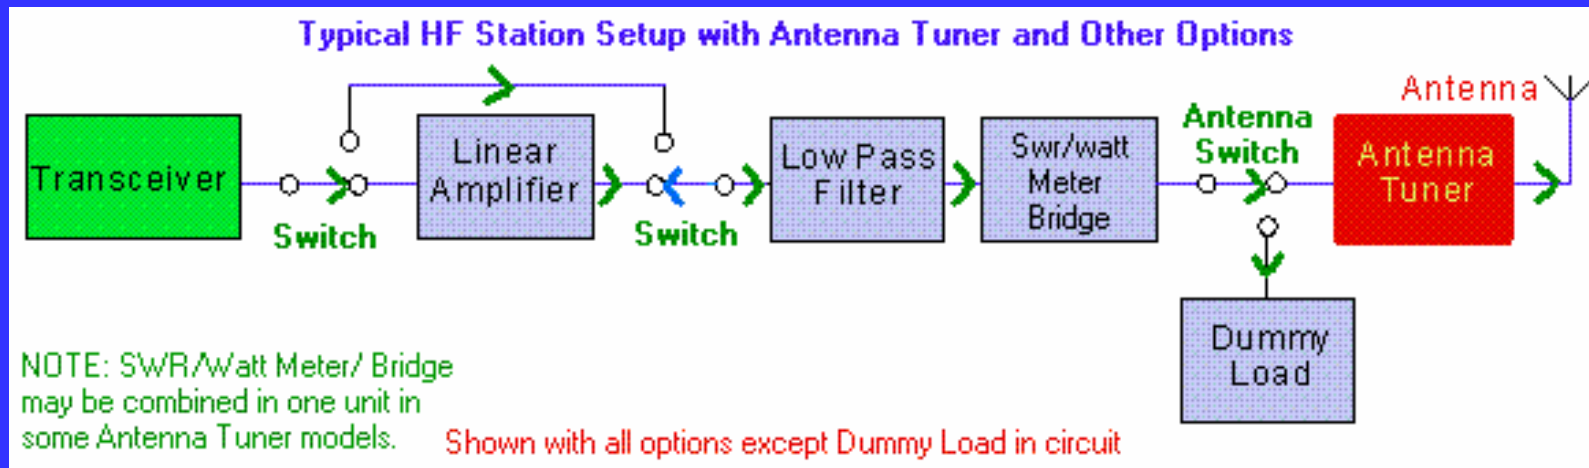 Typical HF Station Setup with Antenna Tuner and Other Options
Transceiver
Switch
Linear
Amplifier
Switch
Low Pass
Filter
Swr/watt
Meter
Bridge
Antenna
Switch
Antenna
Antenna
Tuner
Dummy
Load
NOTE: SWR/Watt Meter/ Bridge
may be combined in one unit in
some Antenna Tuner models.
Shown with all options except Dummy Load in circuit